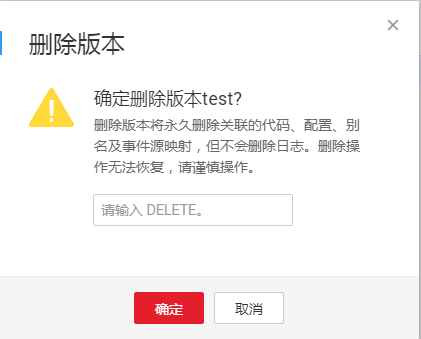 删除版本
确定删除版本test?
删除版本将永久删除关联的代码、配置、别
名及事件源映射，但不会删除日志。删除操
作无法恢复，请谨慎操作。
请输入 DELETE。
确定
取消